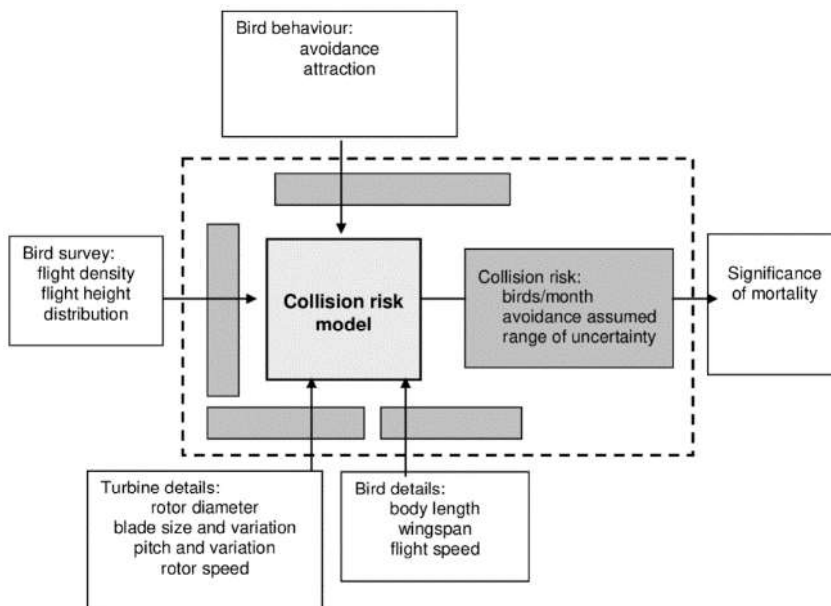 Bird behaviour:
avoidance
attraction
Bird survey:
flight density
flight height
distribution
Collision risk
model
Collision risk:
birds/month
avoidance assumed
range of uncertainty
Significance
of mortality
Turbine details:
rotor diameter
blade size and variation
pitch and variation
rotor speed
Bird details:
body length
wingspan
flight speed